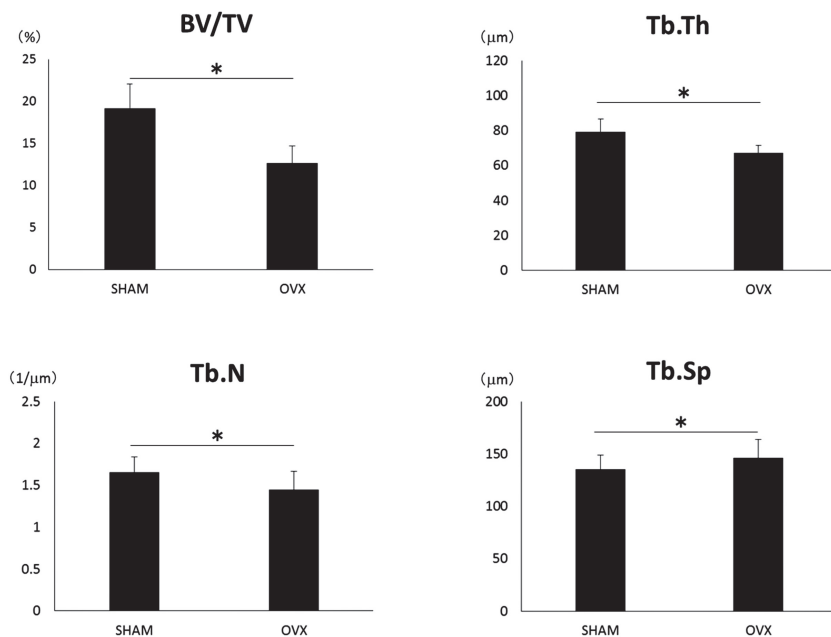 BV/TV
(%)
25
20
15
10
5
0
*
SHAM OVX
Tb.Th
(μm)
120
100
80
60
40
20
0
*
SHAM OVX
Tb.N
(1/μm)
2.5
2
1.5
1
0.5
0
*
SHAM OVX
Tb.Sp
(μm)
200
150
100
50
0
*
SHAM OVX